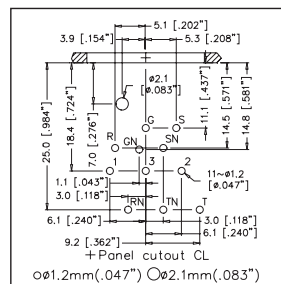 5.1 [.202"]
3.9 [.154"]
5.3 [.208"]
ø2.1
[ø.083"]
25.0 [.984"]
18.4 [.724"]
7.0 [.276"]
11.1 [.437"]
14.5 [.571"]
14.8 [.581"]
G S
R GN SN
1 3 2
11~ø1.2
[ø.047"]
1.1 [.043"]
3.0 [.118"]
RN TN T
6.1 [.240"]
3.0 [.118"]
6.1 [.240"]
9.2 [.362"]
Panel cutout CL
ø1.2mm(.047") ø2.1mm(.083")